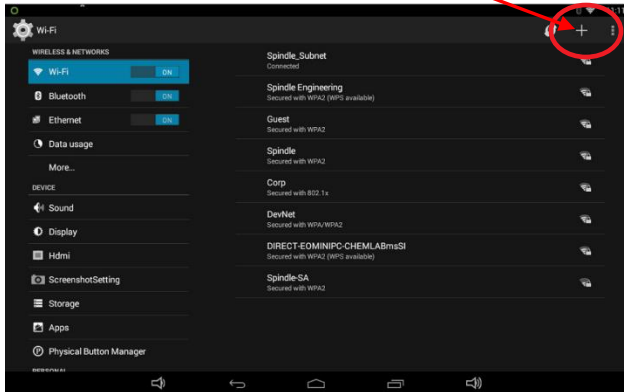 Wi-Fi
WIRELESS & NETWORKS
Wi-Fi ON
Bluetooth ON
Ethernet ON
Data usage
More...
DEVICE
Sound
Display
Hdmi
ScreenshotSetting
Storage
Apps
Physical Button Manager
PERSONAL
Spindle_Subnet
Connected
Spindle Engineering
Secured with WPA2 (WPS available)
Guest
Secured with WPA2
Spindle
Secured with WPA2
Corp
Secured with 802.1x
DevNet
Secured with WPA/WPA2
DIRECT-EOMINIPC-CHEMLABmsSI
Secured with WPA2 (WPS available)
Spindle-SA
Secured with WPA2